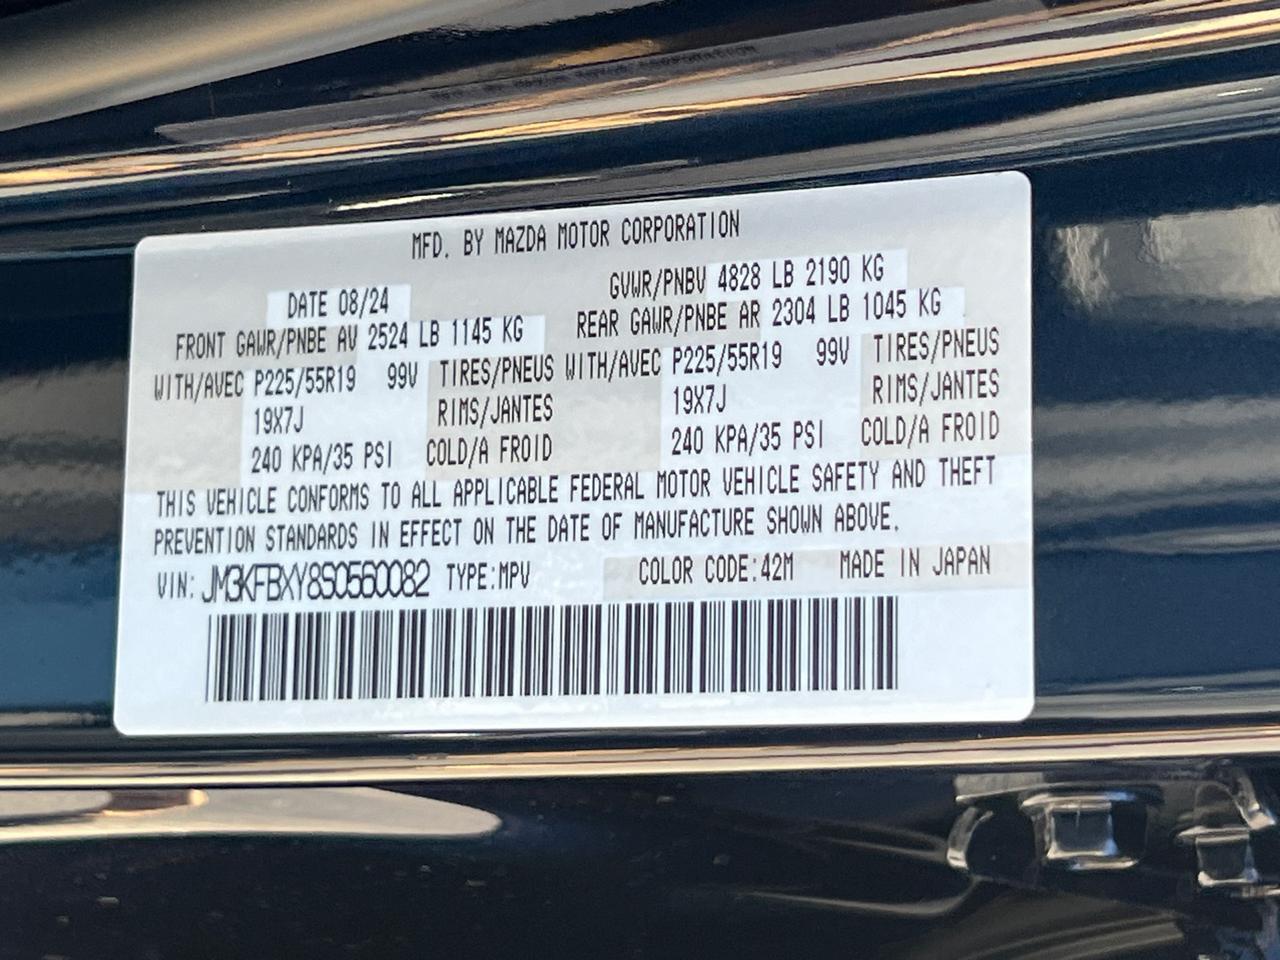 MFD. BY MAZDA MOTOR CORPORATION
DATE 08/24 GVWR/PNBV 4828 LB 2190 KG
FRONT GAWR/PNBE AV 2524 LB 1145 KG REAR GAWR/PNBE AR 2304 LB 1045 KG
WITH/AVEC P225/55R19 99V TIRES/PNEUS WITH/AVEC P225/55R19 99V TIRES/PNEUS
19X7J RIMS/JANTES 19X7J RIMS/JANTES
240 KPA/35 PSI COLD/A FROID 240 KPA/35 PSI COLD/A FROID
THIS VEHICLE CONFORMS TO ALL APPLICABLE FEDERAL MOTOR VEHICLE SAFETY AND THEFT
PREVENTION STANDARDS IN EFFECT ON THE DATE OF MANUFACTURE SHOWN ABOVE.
VIN: JM3KFBXY8S0560082 TYPE:MPV COLOR CODE:42M MADE IN JAPAN